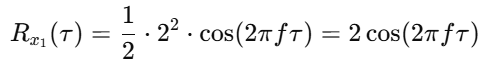 $R_{x_1}(\tau) = \frac{1}{2} \cdot 2^2 \cdot \cos(2\pi f \tau) = 2\cos(2\pi f \tau)$